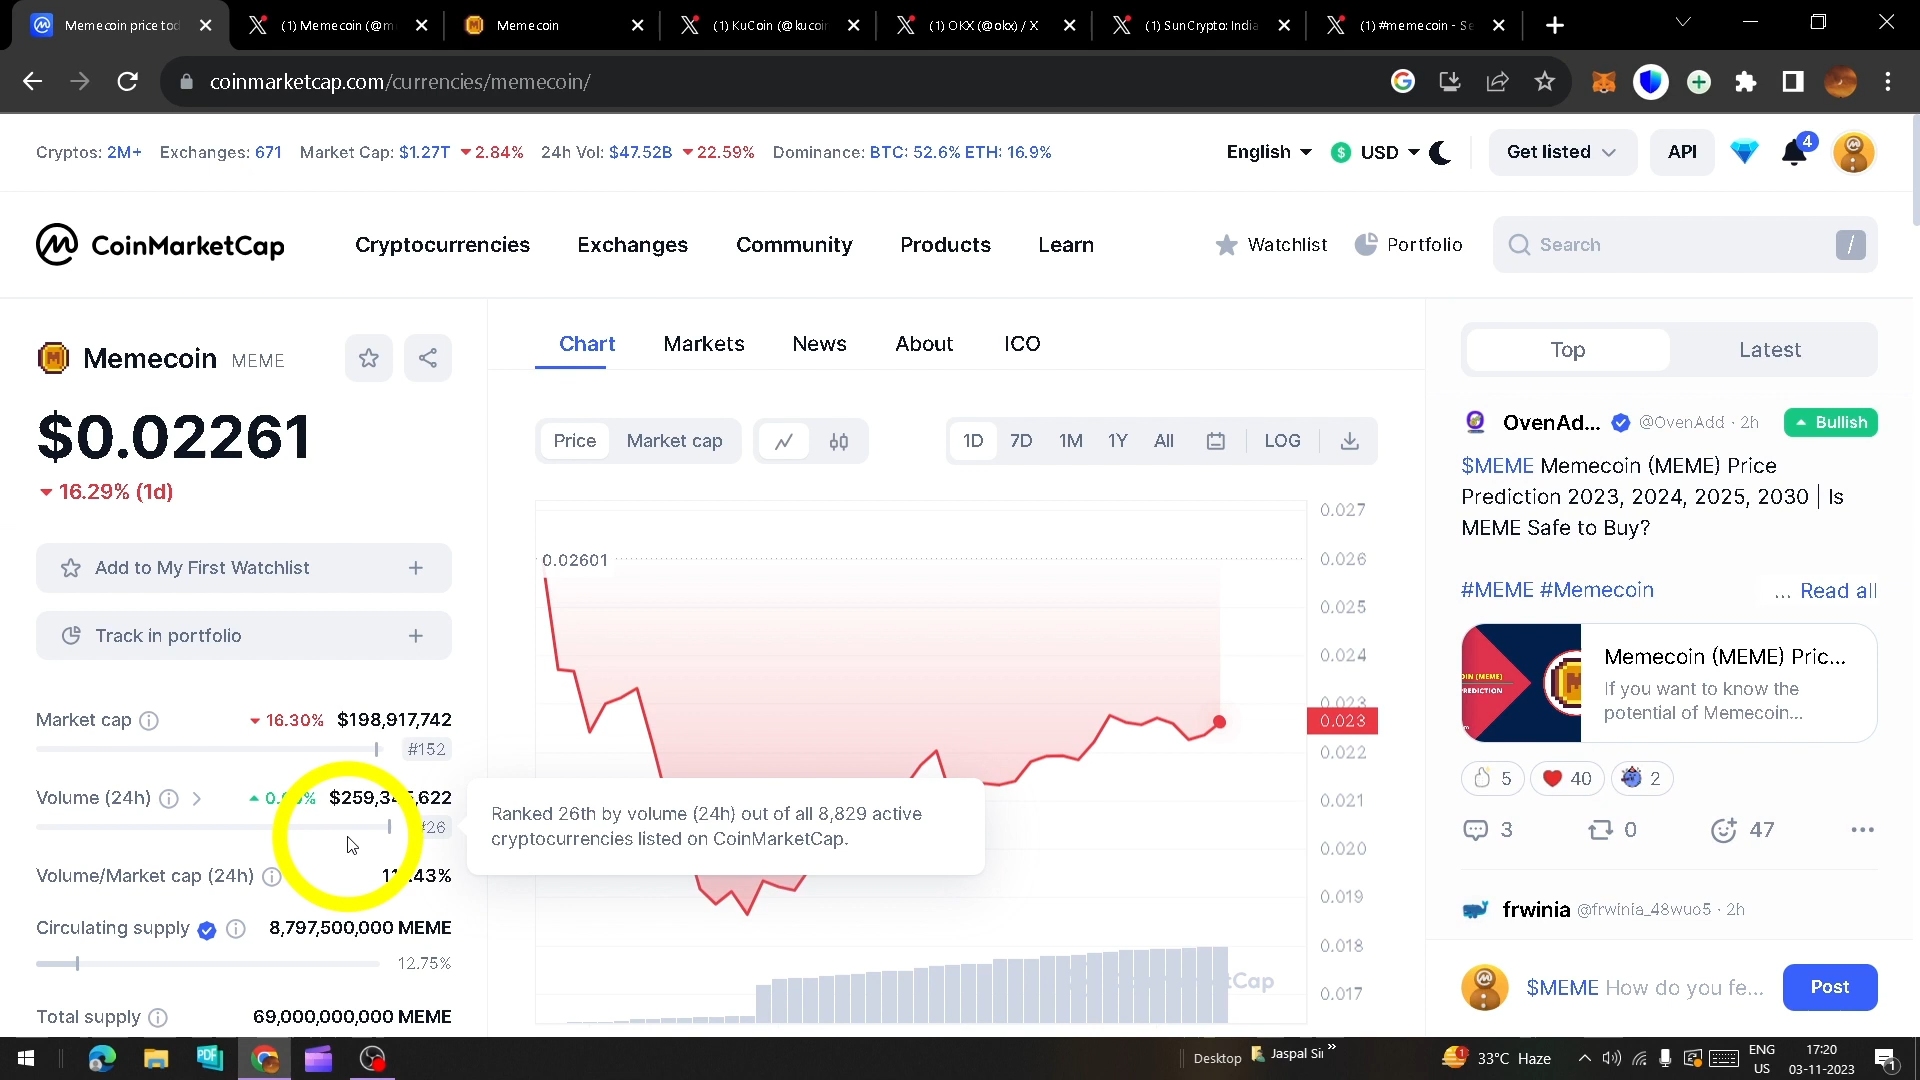 Memecoin price tod
(1) Memecoin (@m
Memecoin
(1) KuCoin (@kucoi
(1) OKX (@okx) / X
(1) SunCrypto: India
(1) #memecoin - Se
coinmarketcap.com/currencies/memecoin/
Cryptos: 2M+ Exchanges: 671 Market Cap: $1.27T 2.84% 24h Vol: $47.52B 22.59% Dominance: BTC: 52.6% ETH: 16.9%
English USD Get listed API 4
CoinMarketCap
Cryptocurrencies Exchanges Community Products Learn
Watchlist Portfolio Search /
Memecoin MEME
$0.02261
16.29% (1d)
Add to My First Watchlist +
Track in portfolio +
Market cap 16.30% $198,917,742
#152
Volume (24h)
#26
Volume/Market cap (24h)
Circulating supply 8,797,500,000 MEME
12.75%
Total supply 69,000,000,000 MEME
Chart Markets News About ICO
Price Market cap
1D 7D 1M 1Y All LOG
0.02601
0.027
0.026
0.025
0.024
0.023
0.023
0.022
0.021
0.020
0.019
0.018
0.017
Ranked 26th by volume (24h) out of all 8,829 active
cryptocurrencies listed on CoinMarketCap.
Top Latest
OvenAd... @OvenAdd · 2h Bullish
$MEME Memecoin (MEME) Price
Prediction 2023, 2024, 2025, 2030 | Is
MEME Safe to Buy?
#MEME #Memecoin ... Read all
Memecoin (MEME) Pric...
If you want to know the
potential of Memecoin...
5 40 2
3 0 47
frwinia @frwinia_48wuo5 · 2h
$MEME How do you fe... Post
Desktop Jaspal Sir »
33°C Haze
ENG
US
17:20
03-11-2023